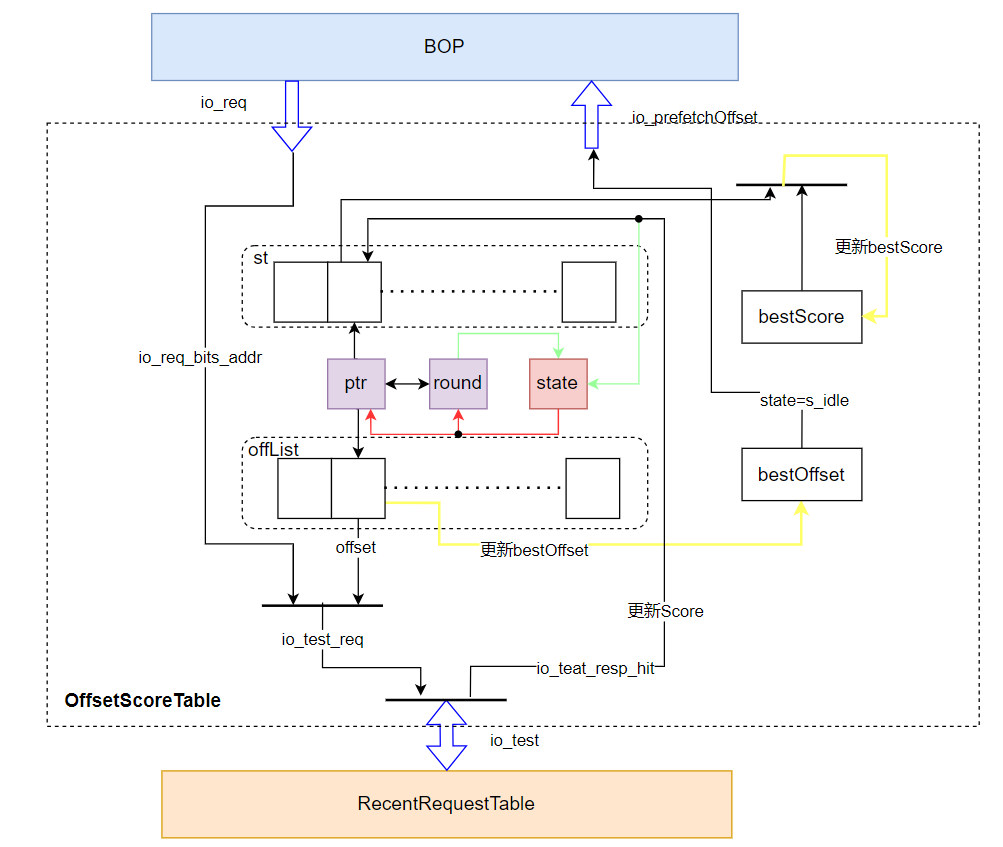 BOP
io_req
io_prefetchOffset
st
更新bestScore
bestScore
io_req_bits_addr
ptr
round
state
state=s_idle
offList
bestOffset
offset
更新bestOffset
更新Score
io_test_req
io_teat_resp_hit
OffsetScoreTable
io_test
RecentRequestTable